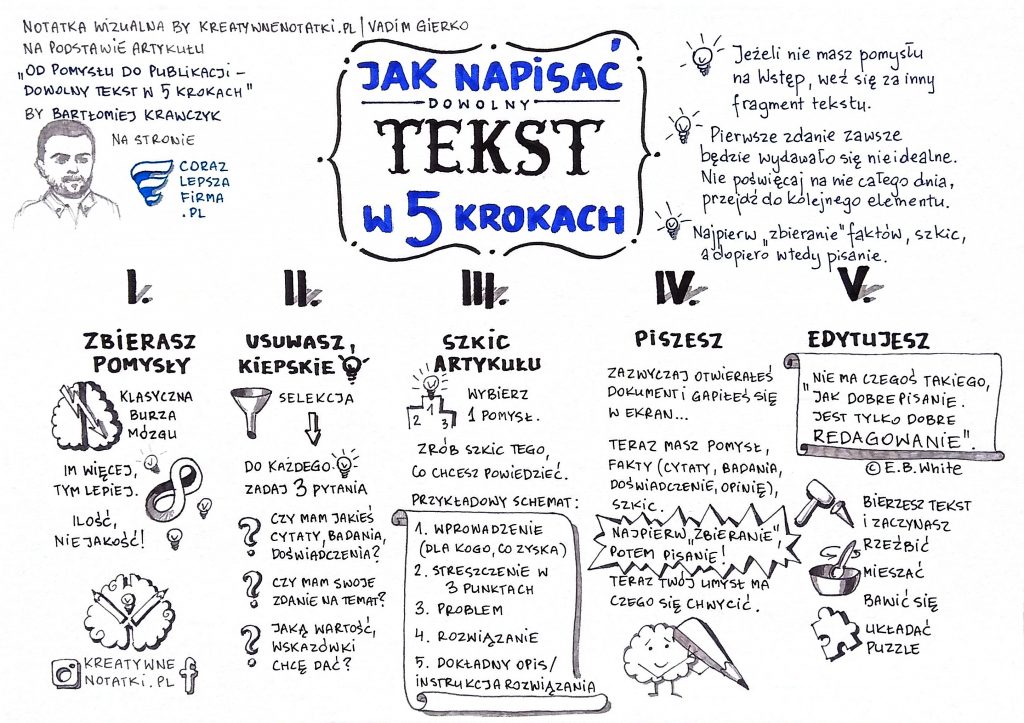 NOTATKA WIZUALNA BY KREATYWNENOTATKI.PL | VADIM GIERKO
NA PODSTAWIE ARTYKUŁU
„OD POMYSŁU DO PUBLIKACJI –
DOWOLNY TEKST W 5 KROKACH"
BY BARTŁOMIEJ KRAWCZYK
NA STRONIE
CORAZ
LEPSZA
FIRMA
.PL
JAK NAPISAĆ
DOWOLNY
TEKST
W 5 KROKACH
Jeżeli nie masz pomysłu
na Wstęp, weź się za inny
fragment tekstu.
Pierwsze zdanie zawsze
będzie wydawało się nieidealne.
Nie poświęcaj na nie całego dnia,
przejdź do kolejnego elementu.
Najpierw „zbieranie" faktów, szkic,
a dopiero wtedy pisanie.
I.
ZBIERASZ
POMYSŁY
KLASYCZNA
BURZA
MÓZGU
IM WIĘCEJ,
TYM LEPIEJ.
ILOŚĆ,
NIE JAKOŚĆ!
KREATYWNE
NOTATKI.PL
II.
USUWASZ,
KIEPSKIE
SELEKCJA
DO KAŻDEGO
ZADAJ 3 PYTANIA
? CZY MAM JAKIEŚ
CYTATY, BADANIA,
DOŚWIADCZENIA?
? CZY MAM SWOJE
ZDANIE NA TEMAT?
? JAKĄ WARTOŚĆ,
WSKAZÓWKI
CHCĘ DAĆ?
III.
SZKIC
ARTYKUŁU
1
2 3
WYBIERZ
1 POMYSŁ.
ZRÓB SZKIC TEGO,
CO CHCESZ POWIEDZIEĆ.
PRZYKŁADOWY SCHEMAT:
1. WPROWADZENIE
(DLA KOGO, CO ZYSKA)
2. STRESZCZENIE W
3 PUNKTACH
3. PROBLEM
4. ROZWIĄZANIE
5. DOKŁADNY OPIS/
INSTRUKCJA ROZWIĄZANIA
IV.
PISZESZ
ZAZWYCZAJ OTWIERAŁEŚ
DOKUMENT I GAPIŁEŚ SIĘ
W EKRAN...
TERAZ MASZ POMYSŁ,
FAKTY (CYTATY, BADANIA,
DOŚWIADCZENIE, OPINIĘ),
SZKIC.
NAJPIERW „ZBIERANIE",
POTEM PISANIE!
TERAZ TWÓJ UMYSŁ MA
CZEGO SIĘ CHWYCIĆ.
V.
EDYTUJESZ
„NIE MA CZEGOŚ TAKIEGO,
JAK DOBRE PISANIE.
JEST TYLKO DOBRE
REDAGOWANIE".
© E.B. White
BIERZESZ TEKST
I ZACZYNASZ
RZEŹBIĆ
MIESZAĆ
BAWIĆ SIĘ
UKŁADAĆ
PUZZLE